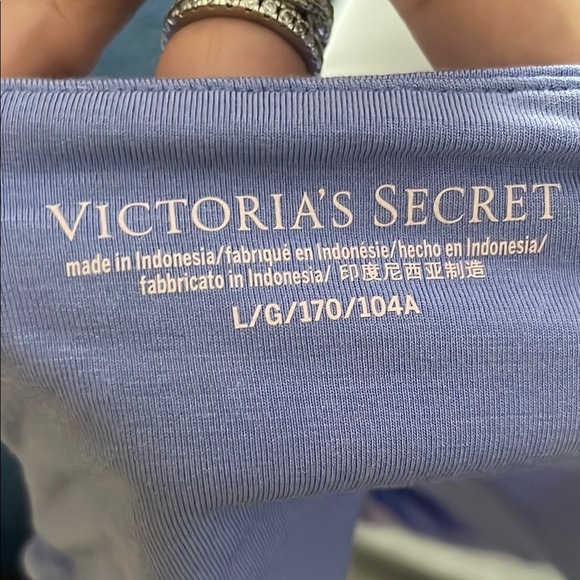 VICTORIA'S SECRET
made in Indonesia/fabriqué en Indonésie/hecho en Indonesia/
fabbricato in Indonesia/ 印度尼西亚制造
L/G/170/104A